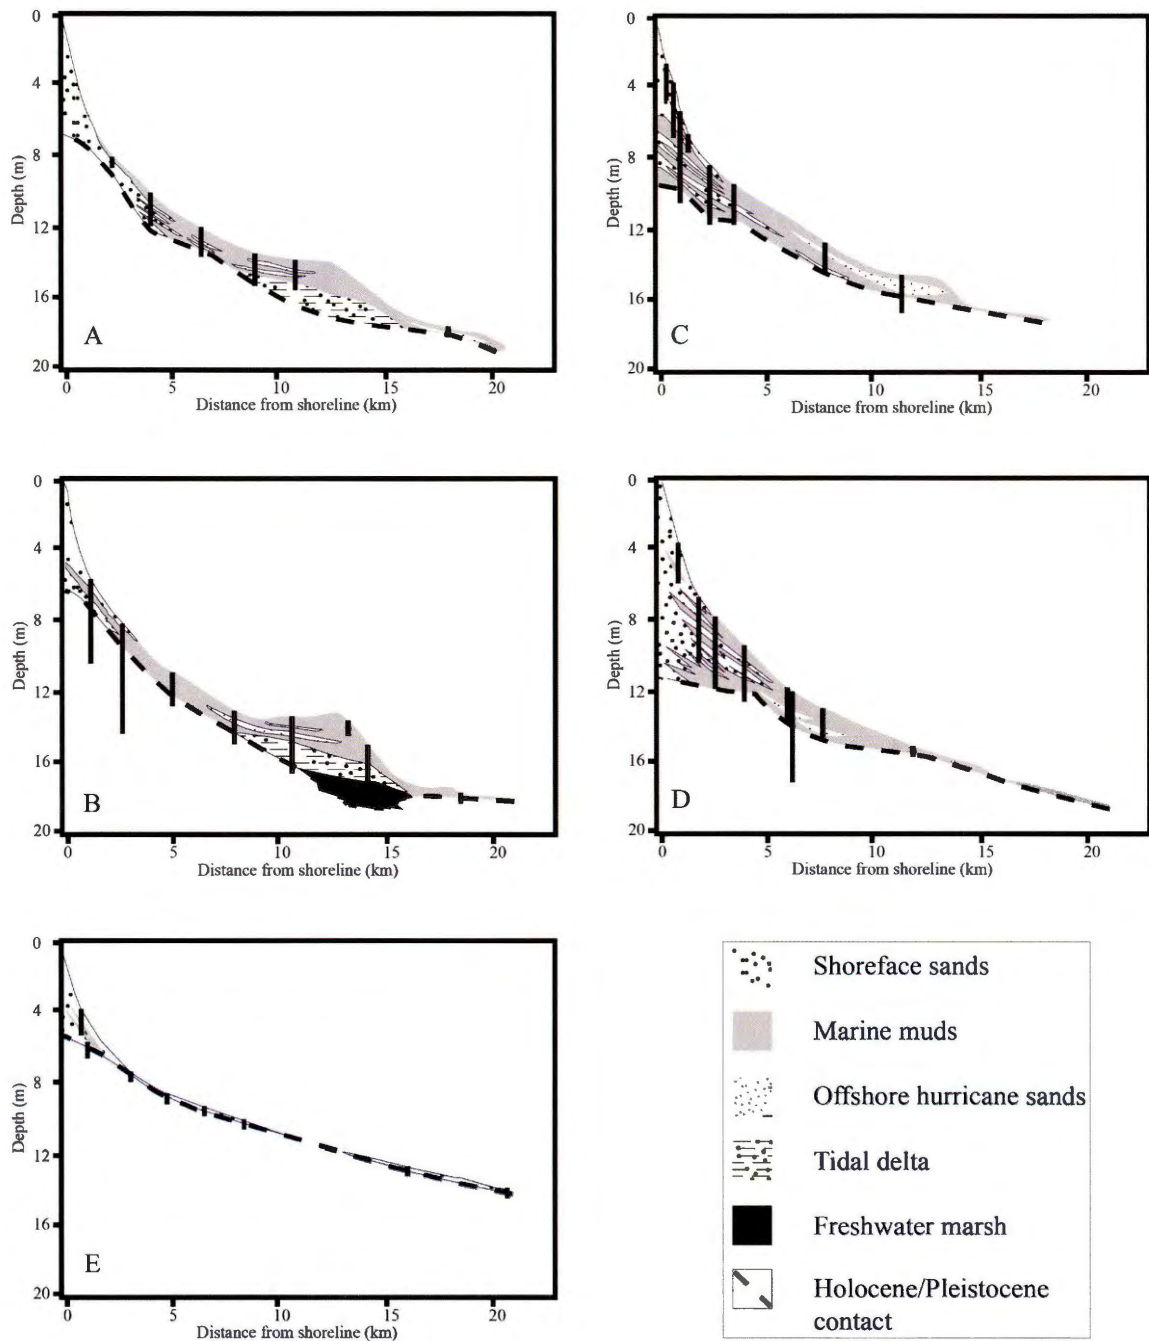 0
4
8
12
16
20
Depth (m)
A
0 5 10 15 20
Distance from shoreline (km)
0
4
8
12
16
20
Depth (m)
C
0 5 10 15 20
Distance from shoreline (km)
0
4
8
12
16
20
Depth (m)
B
0 5 10 15 20
Distance from shoreline (km)
0
4
8
12
16
20
Depth (m)
D
0 5 10 15 20
Distance from shoreline (km)
0
4
8
12
16
20
Depth (m)
E
0 5 10 15 20
Distance from shoreline (km)
Shoreface sands
Marine muds
Offshore hurricane sands
Tidal delta
Freshwater marsh
Holocene/Pleistocene
contact